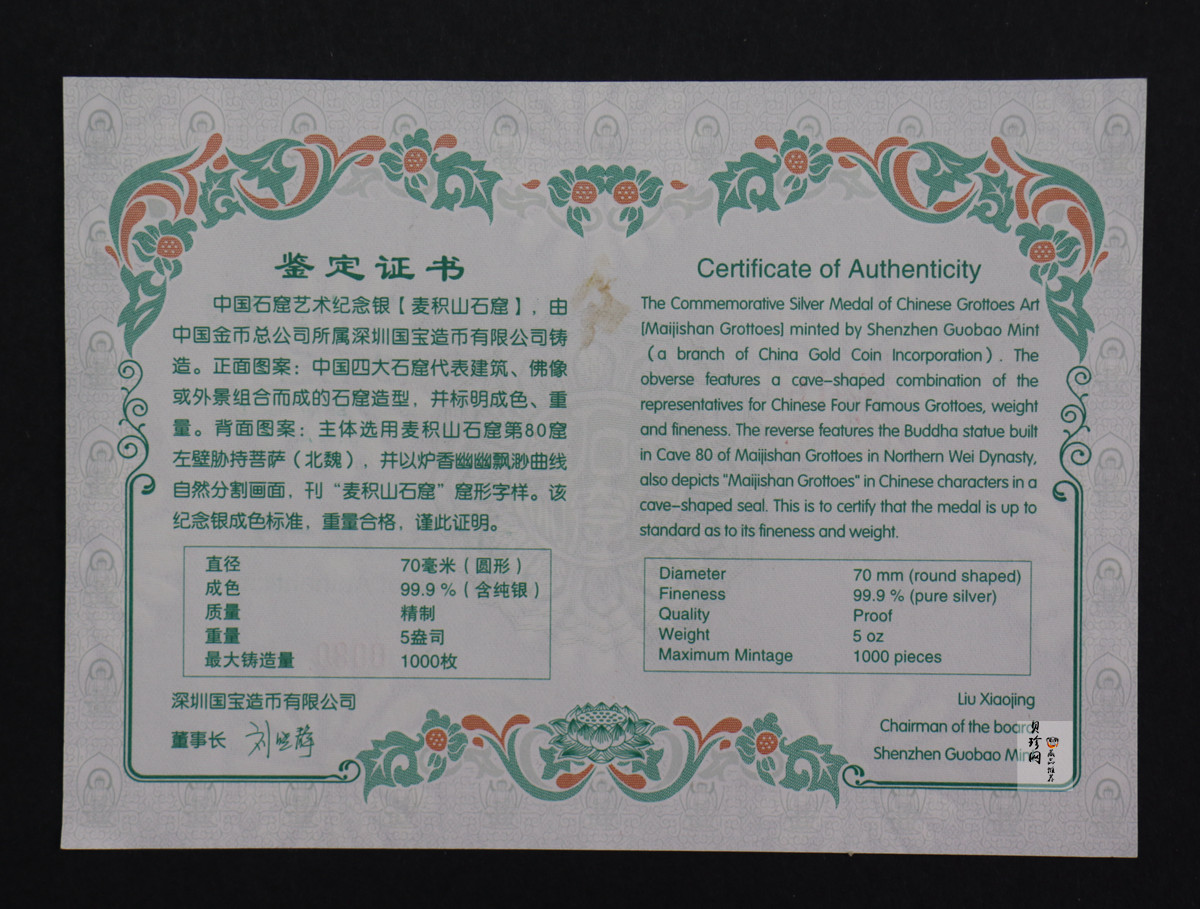 鉴定证书
中国石窟艺术纪念银【麦积山石窟】，由
中国金币总公司所属深圳国宝造币有限公司铸
造。正面图案：中国四大石窟代表建筑、佛像
或外景组合而成的石窟造型，并标明成色、重
量。背面图案：主体选用麦积山石窟第80窟
左壁胁持菩萨（北魏），并以炉香幽幽飘渺曲线
自然分割画面，刊“麦积山石窟”窟形字样。该
纪念银成色标准，重量合格，谨此证明。
直径 70毫米（圆形）
成色 99.9％（含纯银）
质量 精制
重量 5盎司
最大铸造量 1000枚
深圳国宝造币有限公司
董事长
Certificate of Authenticity
The Commemorative Silver Medal of Chinese Grottoes Art
[Maijishan Grottoes] minted by Shenzhen Guobao Mint
(a branch of China Gold Coin Incorporation). The
obverse features a cave-shaped combination of the
representatives for Chinese Four Famous Grottoes, weight
and fineness. The reverse features the Buddha statue built
in Cave 80 of Maijishan Grottoes in Northern Wei Dynasty,
also depicts "Maijishan Grottoes" in Chinese characters in a
cave-shaped seal. This is to certify that the medal is up to
standard as to its fineness and weight.
Diameter 70 mm (round shaped)
Fineness 99.9 % (pure silver)
Quality Proof
Weight 5 oz
Maximum Mintage 1000 pieces
Liu Xiaojing
Chairman of the board
Shenzhen Guobao Mint
贝珍网
藏品推荐